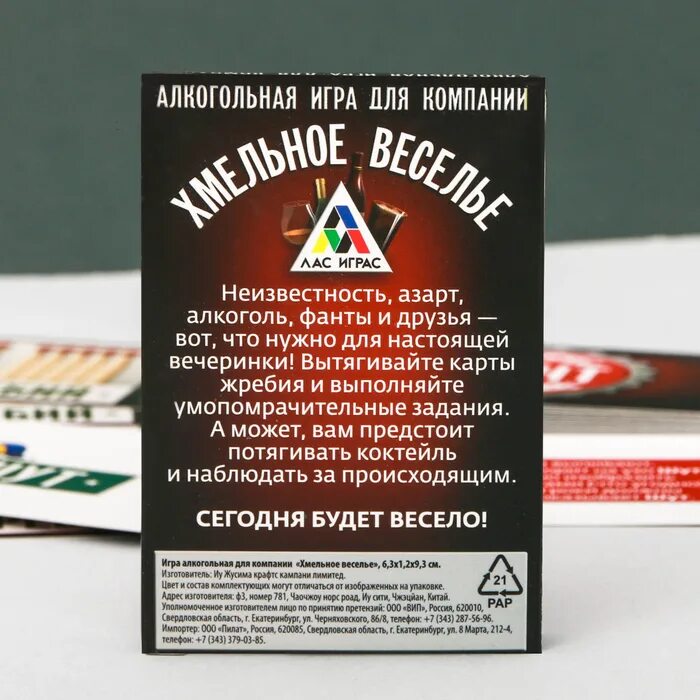 АЛКОГОЛЬНАЯ ИГРА ДЛЯ КОМПАНИИ
ХМЕЛЬНОЕ ВЕСЕЛЬЕ
ЛАС ИГРАС
Неизвестность, азарт,
алкоголь, фанты и друзья —
вот, что нужно для настоящей
вечеринки! Вытягивайте карты
жребия и выполняйте
умопомрачительные задания.
А может, вам предстоит
потягивать коктейль
и наблюдать за происходящим.
СЕГОДНЯ БУДЕТ ВЕСЕЛО!
Игра алкогольная для компании «Хмельное веселье», 6,3х1,2х9,3 см.
Изготовитель: Иу Жусима крафтс кампани лимитед.
Цвет и состав комплектующих могут отличаться от изображенных на упаковке.
Адрес изготовителя: ф3, номер 781, Чаочжоу норс роад, Иу сити, Чжэцйан, Китай.
Уполномоченное изготовителем лицо по принятию претензий: ООО «ВИП», Россия, 620010,
Свердловская область, г. Екатеринбург, ул. Черняховского, 86/8, телефон: +7 (343) 287-56-96.
Импортер: ООО «Пилат», Россия, 620085, Свердловская область, г. Екатеринбург, ул. 8 Марта, 212-4,
телефон: +7 (343) 379-03-85.
21
PAP